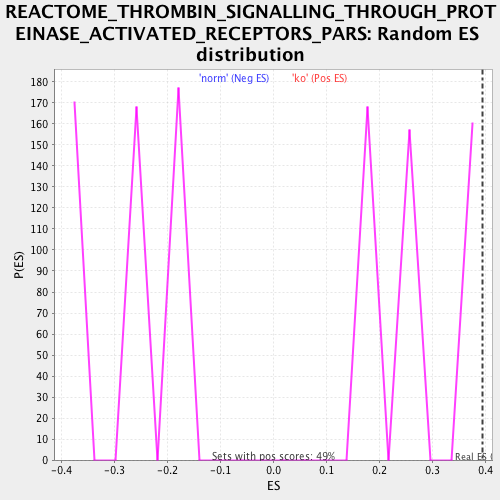 REACTOME_THROMBIN_SIGNALLING_THROUGH_PROT
EINASE_ACTIVATED_RECEPTORS_PARS: Random ES
distribution
'norm' (Neg ES) 'ko' (Pos ES)
180
170
160
150
140
130
120
110
100
90
80
70
60
50
40
30
20
10
0
P(ES)
Sets with pos scores: 49%
Real ES
-0.4 -0.3 -0.2 -0.1 0.0 0.1 0.2 0.3 0.4
ES